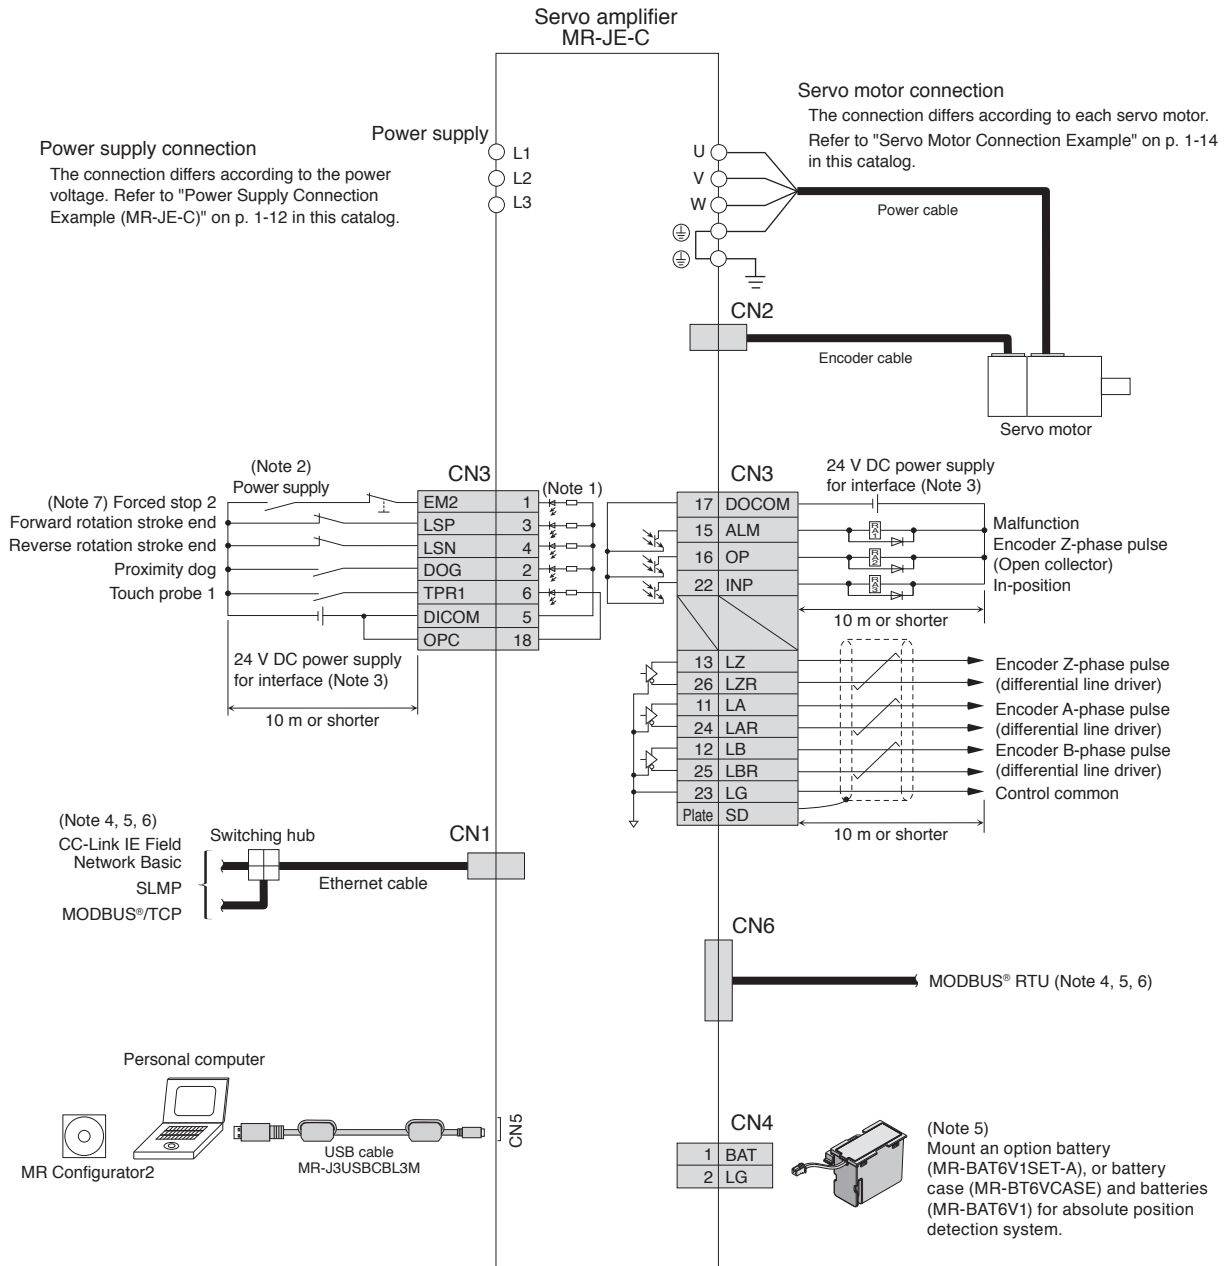 Servo amplifier
MR-JE-C
Servo motor connection
The connection differs according to each servo motor.
Refer to "Servo Motor Connection Example" on p. 1-14
in this catalog.
Power supply connection
The connection differs according to the power
voltage. Refer to "Power Supply Connection
Example (MR-JE-C)" on p. 1-12 in this catalog.
Power supply
L1
L2
L3
U
V
W
Power cable
CN2
Encoder cable
Servo motor
(Note 2)
Power supply
CN3
(Note 1)
(Note 7) Forced stop 2
Forward rotation stroke end
Reverse rotation stroke end
Proximity dog
Touch probe 1
EM2 1
LSP 3
LSN 4
DOG 2
TPR1 6
DICOM 5
OPC 18
24 V DC power supply
for interface (Note 3)
10 m or shorter
CN3
24 V DC power supply
for interface (Note 3)
17 DOCOM
15 ALM
16 OP
22 INP
RA1
RA2
RA3
Malfunction
Encoder Z-phase pulse
(Open collector)
In-position
10 m or shorter
13 LZ
26 LZR
11 LA
24 LAR
12 LB
25 LBR
23 LG
Plate SD
Encoder Z-phase pulse
(differential line driver)
Encoder A-phase pulse
(differential line driver)
Encoder B-phase pulse
(differential line driver)
Control common
10 m or shorter
(Note 4, 5, 6)
CC-Link IE Field
Network Basic
SLMP
MODBUS®/TCP
Switching hub
Ethernet cable
CN1
CN6
MODBUS® RTU (Note 4, 5, 6)
Personal computer
MR Configurator2
USB cable
MR-J3USBCBL3M
CN5
CN4
1 BAT
2 LG
(Note 5)
Mount an option battery
(MR-BAT6V1SET-A), or battery
case (MR-BT6VCASE) and batteries
(MR-BAT6V1) for absolute position
detection system.